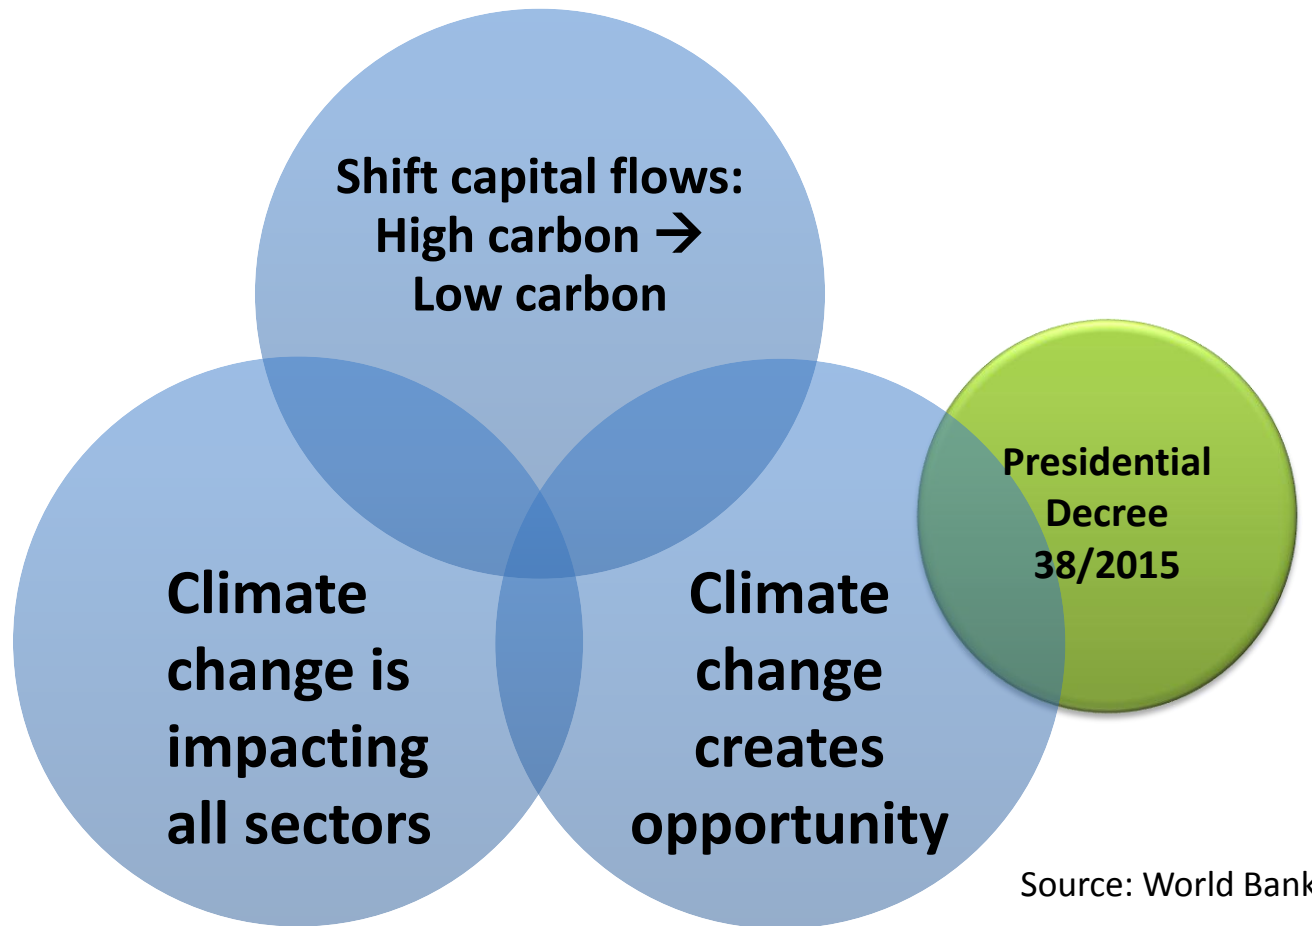 Shift capital flows:
High carbon →
Low carbon
Presidential
Decree
38/2015
Climate
change is
impacting
all sectors
Climate
change
creates
opportunity
Source: World Bank